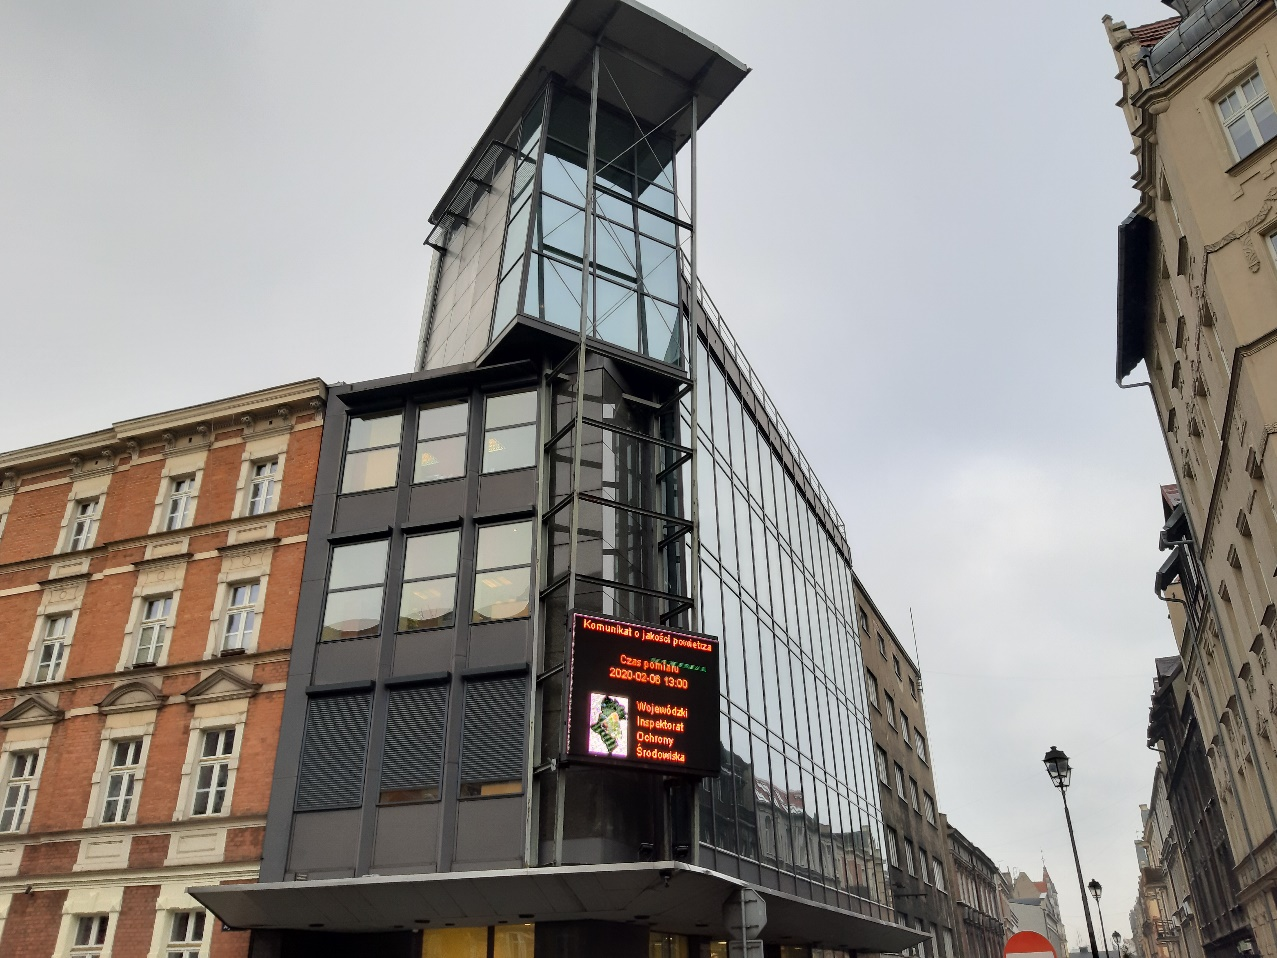 Komunikat o jakości powietrza
Czas pomiaru
2020-02-06 13:00
Wojewódzki
Inspektorat
Ochrony
Środowiska